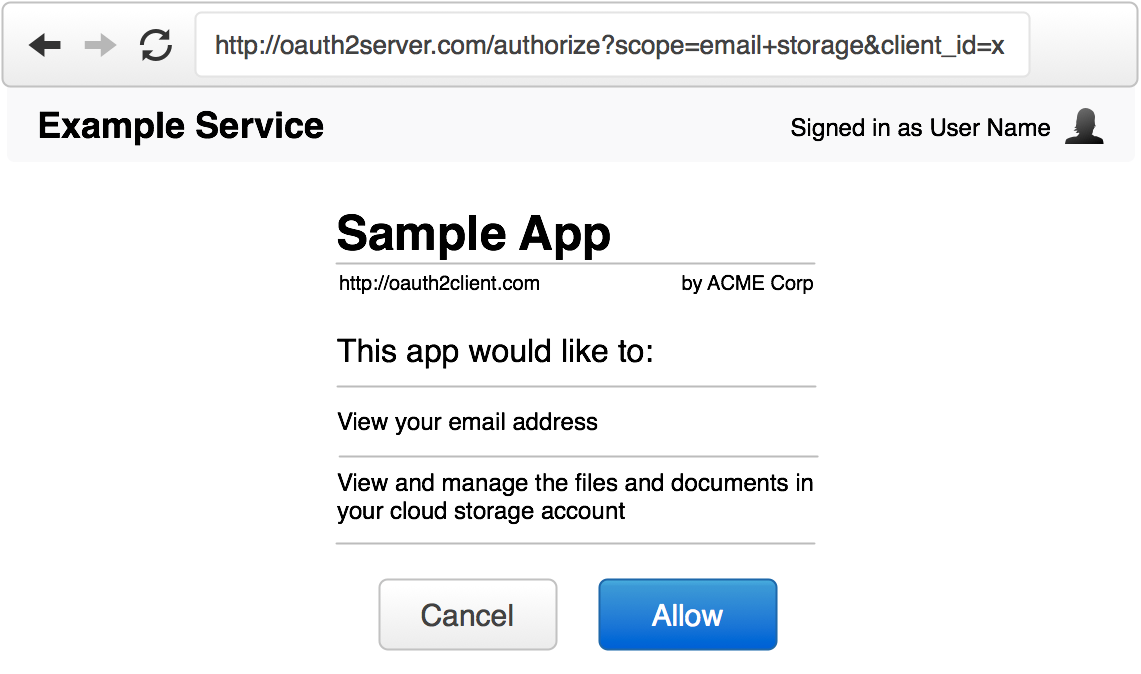 http://oauth2server.com/authorize?scope=email+storage&client_id=x
Example Service
Signed in as User Name
Sample App
http://oauth2client.com
by ACME Corp
This app would like to:
View your email address
View and manage the files and documents in
your cloud storage account
Cancel
Allow